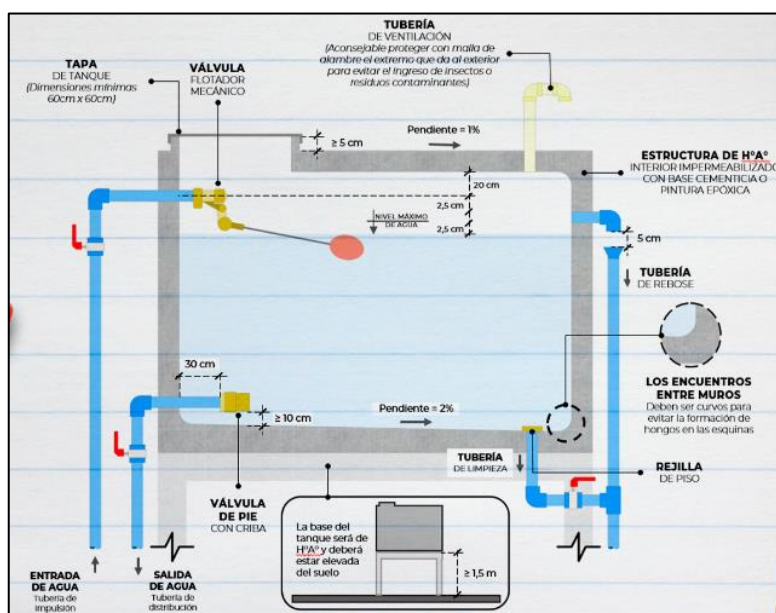 TUBERÍA
DE VENTILACIÓN
(Aconsejable proteger con malla de
alambre el extremo que da al exterior
para evitar el ingreso de insectos o
residuos contaminantes)
TAPA
DE TANQUE
(Dimensiones mínimas
60cm x 60cm)
VÁLVULA
FLOTADOR
MECÁNICO
≥ 5 cm
Pendiente = 1%
ESTRUCTURA DE HºAº
INTERIOR IMPERMEABILIZADO
CON BASE CEMENTICIA O
PINTURA EPÓXICA
20 cm
2,5 cm
NIVEL MÁXIMO
DE AGUA
2,5 cm
5 cm
TUBERÍA
DE REBOSE
30 cm
≥ 10 cm
Pendiente = 2%
LOS ENCUENTROS
ENTRE MUROS
Deben ser curvos para
evitar la formación de
hongos en las esquinas
TUBERÍA
DE LIMPIEZA
REJILLA
DE PISO
VÁLVULA
DE PIE
CON CRIBA
La base del
tanque será de
HºAº y deberá
estar elevada
del suelo
≥ 1,5 m
ENTRADA
DE AGUA
Tubería de
impulsión
SALIDA
DE AGUA
Tubería de
distribución